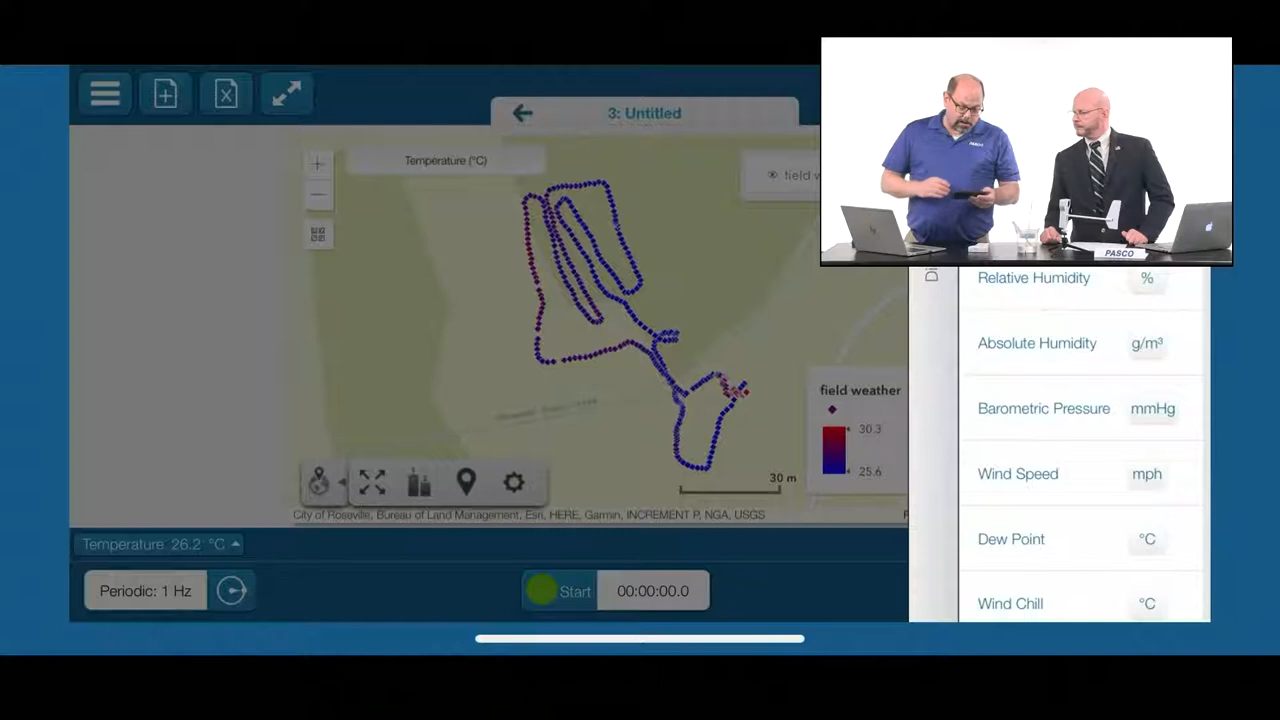 3: Untitled
Temperature (°C)
field w
PASCO
PASCO
Di
Relative Humidity %
Absolute Humidity g/m³
Barometric Pressure mmHg
Wind Speed mph
Dew Point °C
Wind Chill °C
field weather
30.3
25.6
30 m
City of Roseville, Bureau of Land Management, Esri, HERE, Garmin, INCREMENT P, NGA, USGS
Temperature: 26.2 °C
Periodic: 1 Hz
Start
00:00:00.0